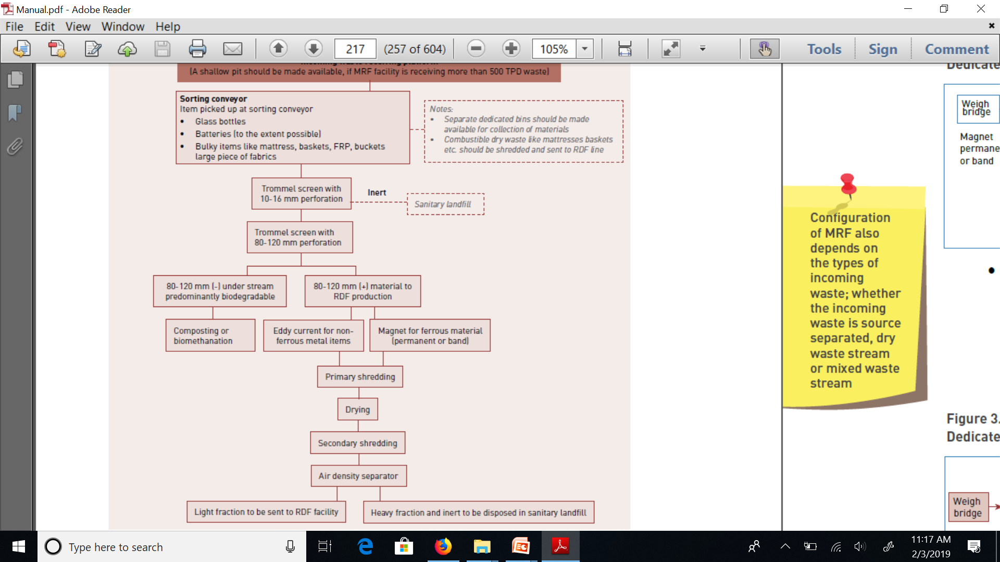 Manual.pdf - Adobe Reader
File Edit View Window Help
217 (257 of 604) 105% Tools Sign Comment
(A shallow pit should be made available, if MRF facility is receiving more than 500 TPD waste)
Sorting conveyor
Item picked up at sorting conveyor
• Glass bottles
• Batteries (to the extent possible)
• Bulky items like mattress, baskets, FRP, buckets
large piece of fabrics
Notes:
• Separate dedicated bins should be made
available for collection of materials
• Combustible dry waste like mattresses baskets
etc. should be shredded and sent to RDF line
Trommel screen with
10-16 mm perforation
Inert
Sanitary landfill
Trommel screen with
80-120 mm perforation
80-120 mm (-) under stream
predominantly biodegradable
80-120 mm (+) material to
RDF production
Composting or
biomethanation
Eddy current for non-
ferrous metal items
Magnet for ferrous material
(permanent or band)
Primary shredding
Drying
Secondary shredding
Air density separator
Light fraction to be sent to RDF facility
Heavy fraction and inert to be disposed in sanitary landfill
Configuration
of MRF also
depends on
the types of
incoming
waste; whether
the incoming
waste is source
separated, dry
waste stream
or mixed waste
stream
Dedicate
Weigh
bridge
Magnet
permane
or band
•
Figure 3.
Dedicate
Weigh
bridge
Type here to search
11:17 AM
2/3/2019